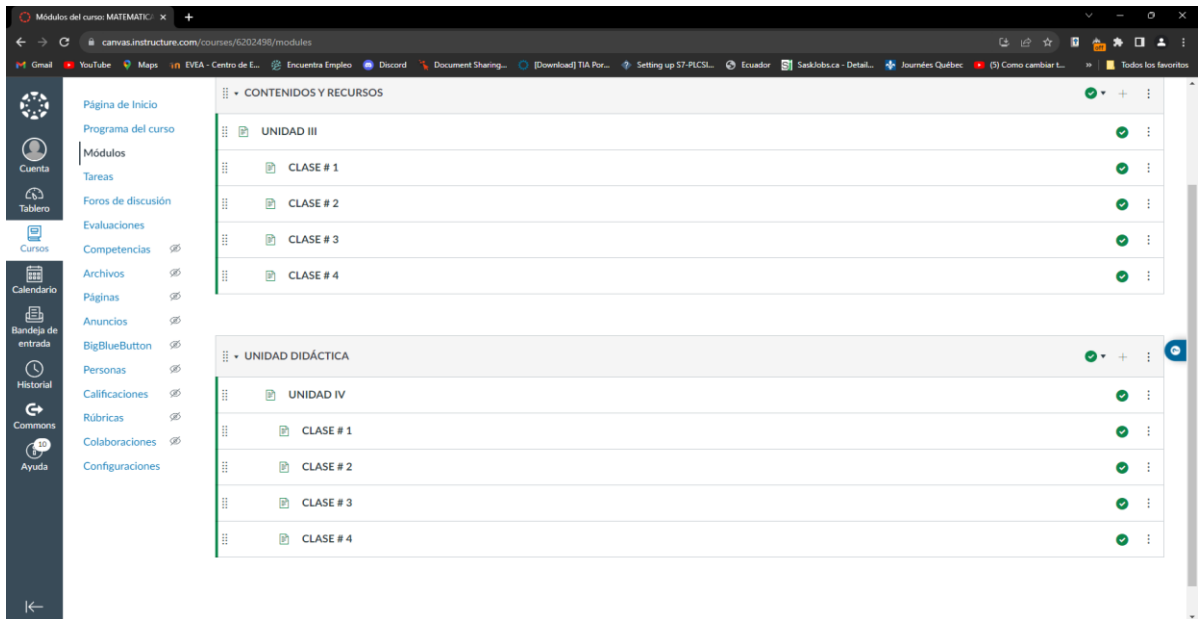 Módulos del curso: MATEMATICA
canvas.instructure.com/courses/6202498/modules
Gmail YouTube Maps EVEA - Centro de E... Encuentra Empleo Discord Document Sharing... [Download] TIA Por... Setting up S7-PLCSI... Ecuador SaskJobs.ca - Detail... Journées Québec (5) Como cambiar t... » Todos los favoritos
off
Cuenta
Tablero
Cursos
Calendario
Bandeja de
entrada
Historial
Commons
10
Ayuda
Página de Inicio
Programa del curso
Módulos
Tareas
Foros de discusión
Evaluaciones
Competencias
Archivos
Páginas
Anuncios
BigBlueButton
Personas
Calificaciones
Rúbricas
Colaboraciones
Configuraciones
CONTENIDOS Y RECURSOS
UNIDAD III
CLASE # 1
CLASE # 2
CLASE # 3
CLASE # 4
UNIDAD DIDÁCTICA
UNIDAD IV
CLASE # 1
CLASE # 2
CLASE # 3
CLASE # 4